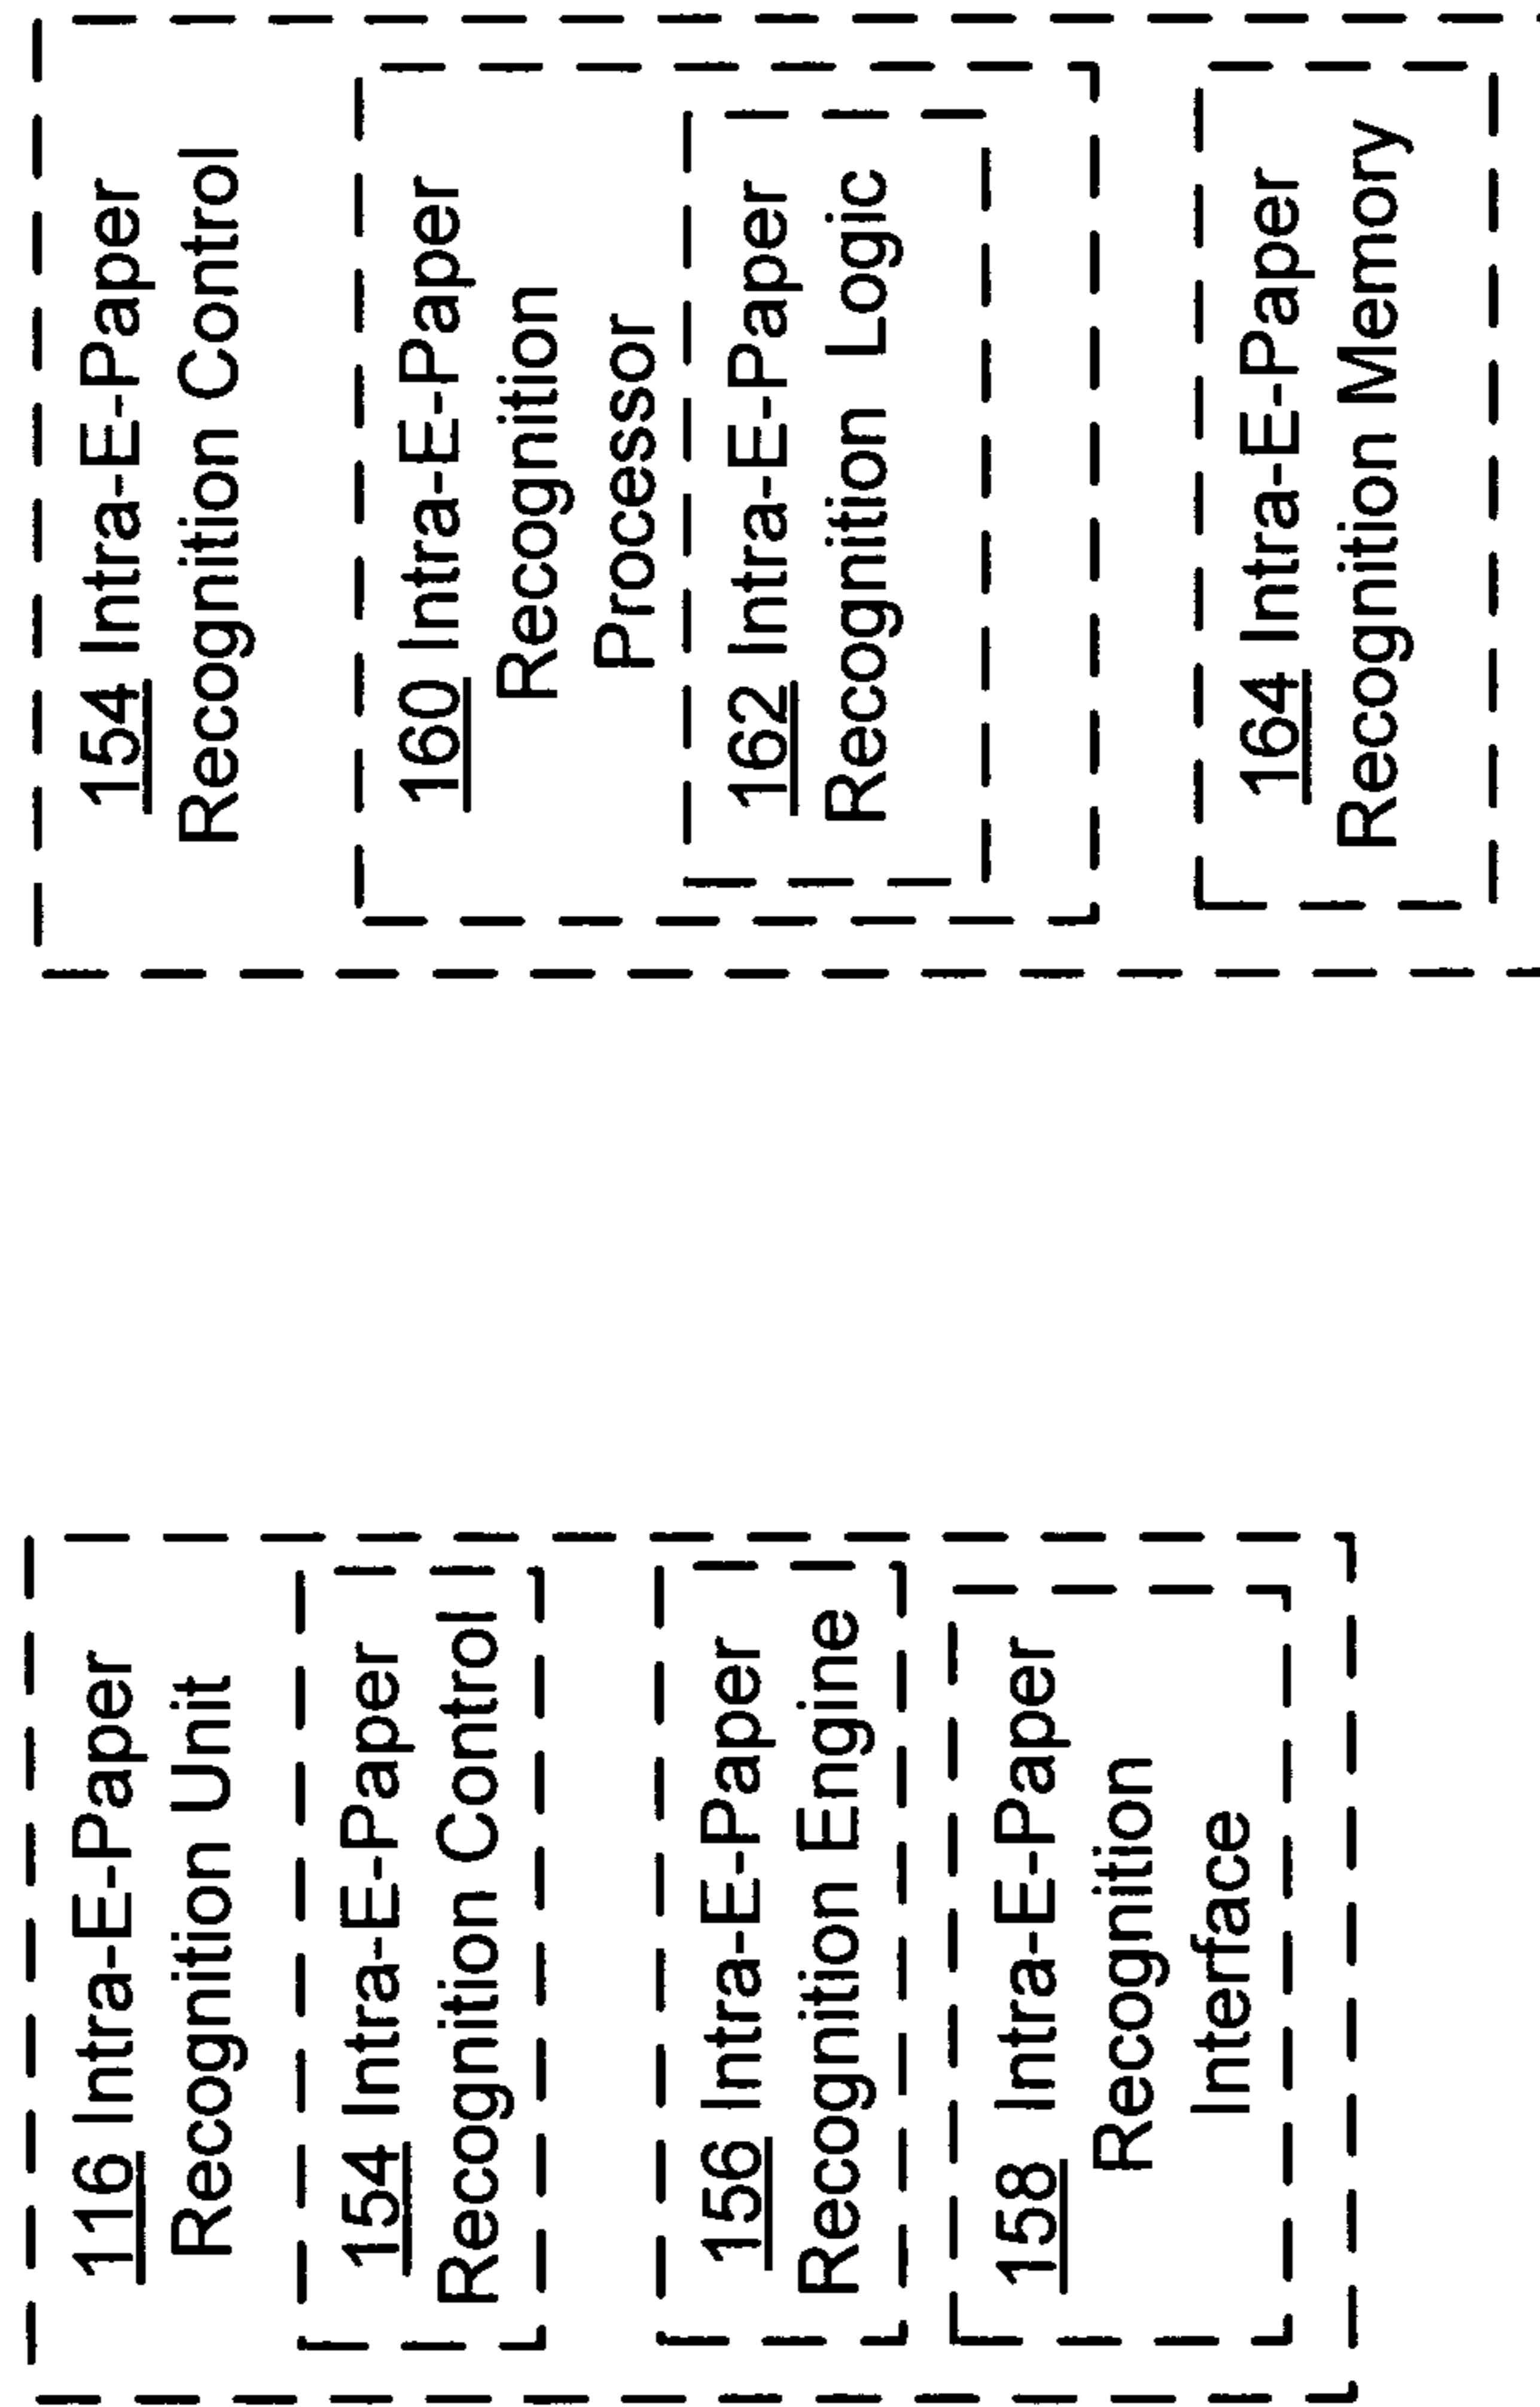 116 Intra-E-Paper
Recognition Unit
154 Intra-E-Paper
Recognition Control
156 Intra-E-Paper
Recognition Engine
158 Intra-E-Paper
Recognition
Interface
154 Intra-E-Paper
Recognition Control
160 Intra-E-Paper
Recognition
Processor
162 Intra-E-Paper
Recognition Logic
164 Intra-E-Paper
Recognition Memory